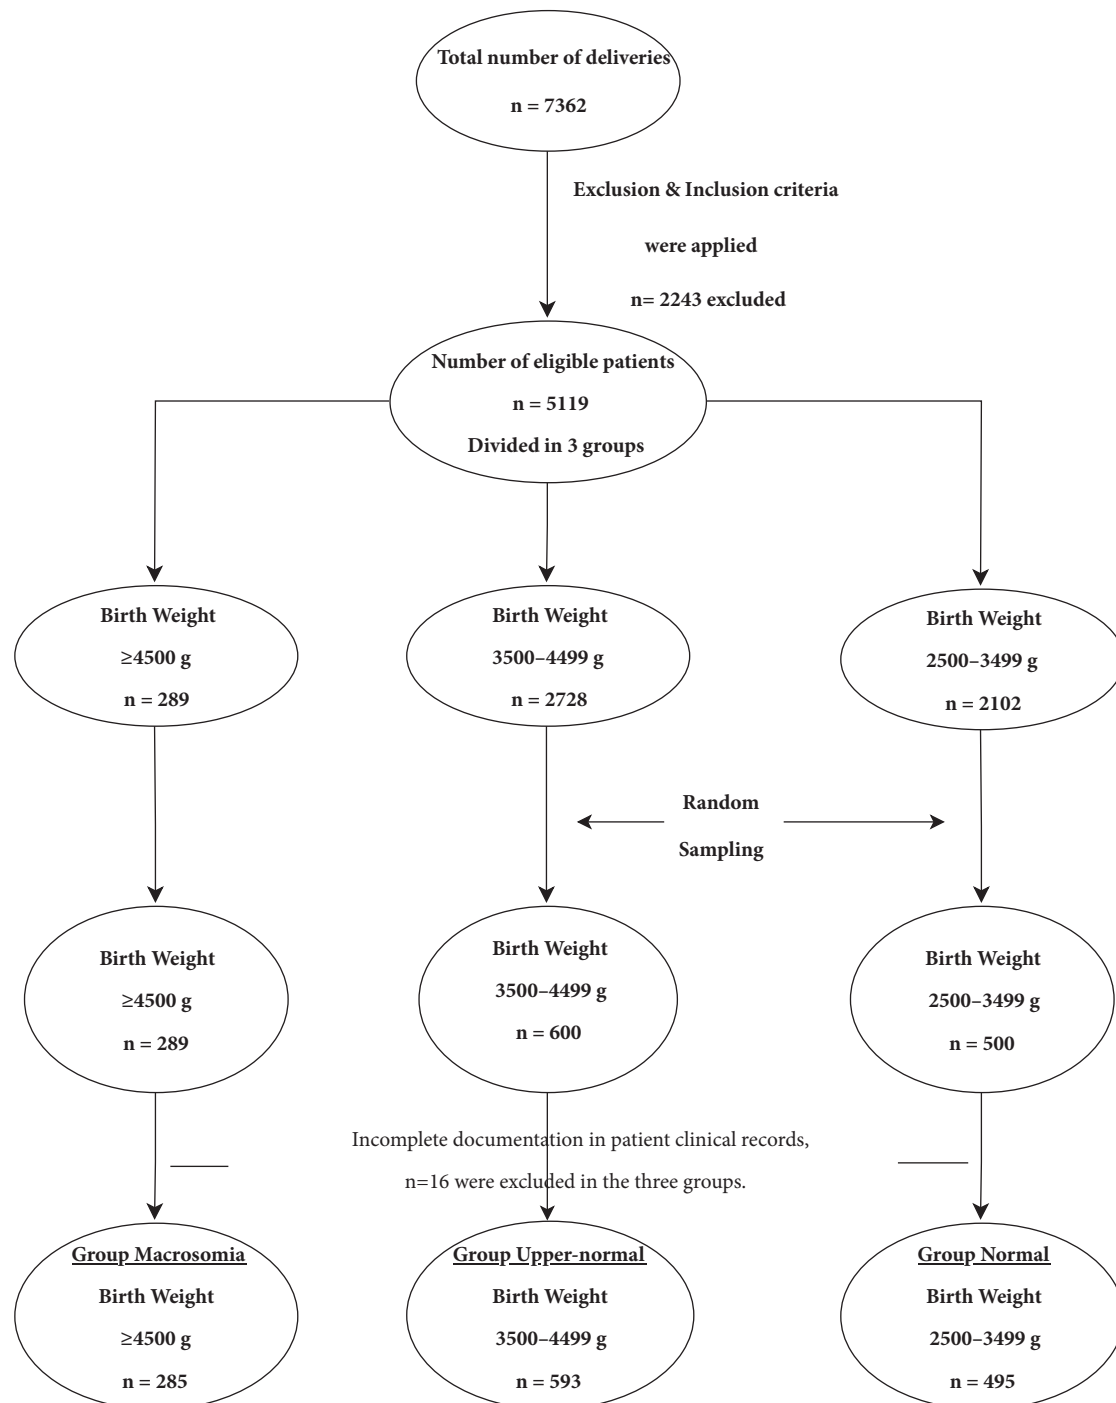 Total number of deliveries
n = 7362
Exclusion & Inclusion criteria
were applied
n= 2243 excluded
Number of eligible patients
n = 5119
Divided in 3 groups
Birth Weight
≥4500 g
n = 289
Birth Weight
3500–4499 g
n = 2728
Birth Weight
2500–3499 g
n = 2102
Random
Sampling
Birth Weight
≥4500 g
n = 289
Birth Weight
3500–4499 g
n = 600
Birth Weight
2500–3499 g
n = 500
Incomplete documentation in patient clinical records,
n=16 were excluded in the three groups.
Group Macrosomia
Birth Weight
≥4500 g
n = 285
Group Upper-normal
Birth Weight
3500–4499 g
n = 593
Group Normal
Birth Weight
2500–3499 g
n = 495